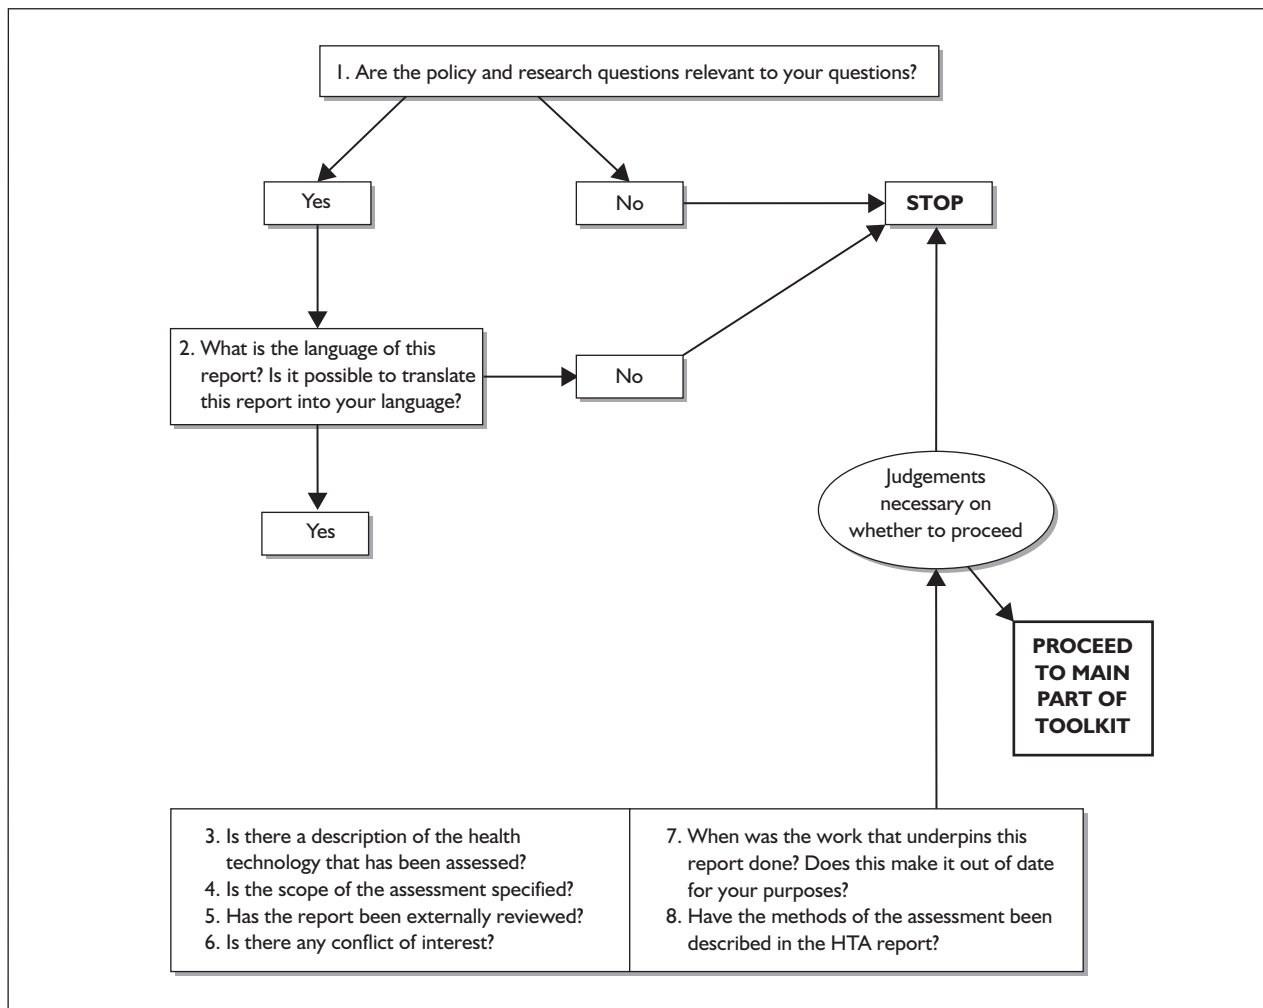 1. Are the policy and research questions relevant to your questions?
Yes
No
STOP
2. What is the language of this
report? Is it possible to translate
this report into your language?
No
Yes
Judgements
necessary on
whether to proceed
PROCEED
TO MAIN
PART OF
TOOLKIT
3. Is there a description of the health
technology that has been assessed?
4. Is the scope of the assessment specified?
5. Has the report been externally reviewed?
6. Is there any conflict of interest?
7. When was the work that underpins this
report done? Does this make it out of date
for your purposes?
8. Have the methods of the assessment been
described in the HTA report?